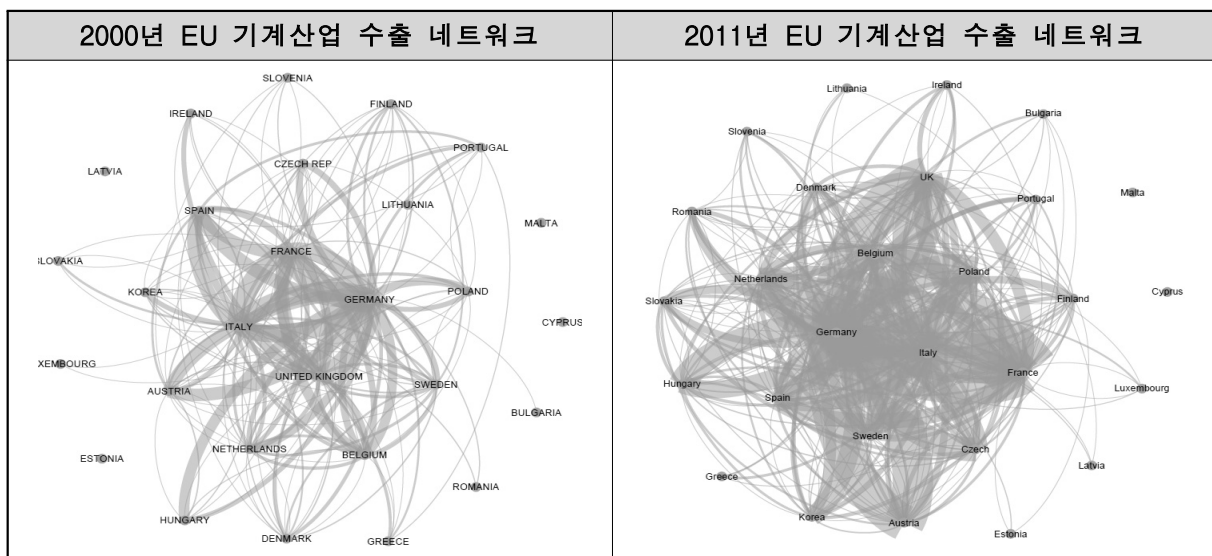 2000년 EU 기계산업 수출 네트워크
2011년 EU 기계산업 수출 네트워크
SLOVENIA
IRELAND
FINLAND
PORTUGAL
CZECH REP
LATVIA
LITHUANIA
SPAIN
MALTA
FRANCE
:LOVAKIA
KOREA
GERMANY
POLAND
ITALY
CYPRUS
XEMBOURG
UNITED KINGDOM
AUSTRIA
SWEDEN
BULGARIA
NETHERLANDS
BELGIUM
ESTONIA
ROMANIA
HUNGARY
DENMARK
GREECE
Lithuania
Ireland
Bulgaria
Slovenia
UK
Denmark
Malta
Portugal
Romania
Belgium
Poland
Netherlands
Cyprus
Slovakia
Finland
Germany
Italy
France
Hungary
Luxembourg
Spain
Sweden
Czech
Latvia
Greece
Korea
Austria
Estonia